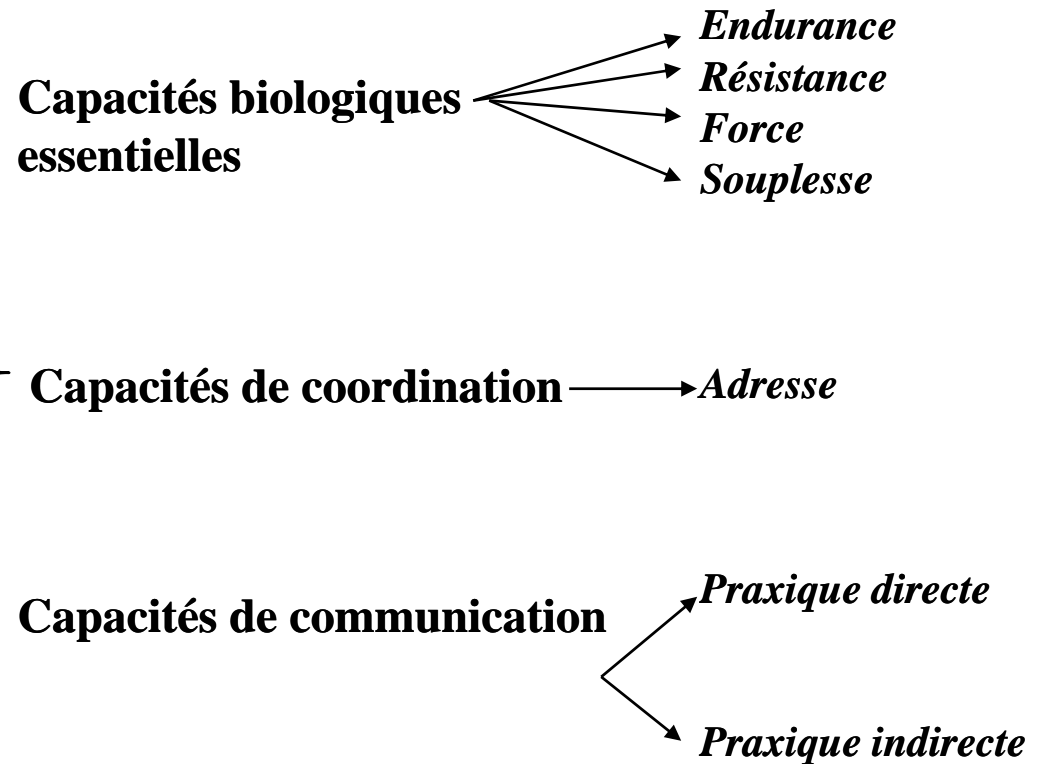 Capacités biologiques
essentielles
Endurance
Résistance
Force
Souplesse
Capacités de coordination
Adresse
Capacités de communication
Praxique directe
Praxique indirecte